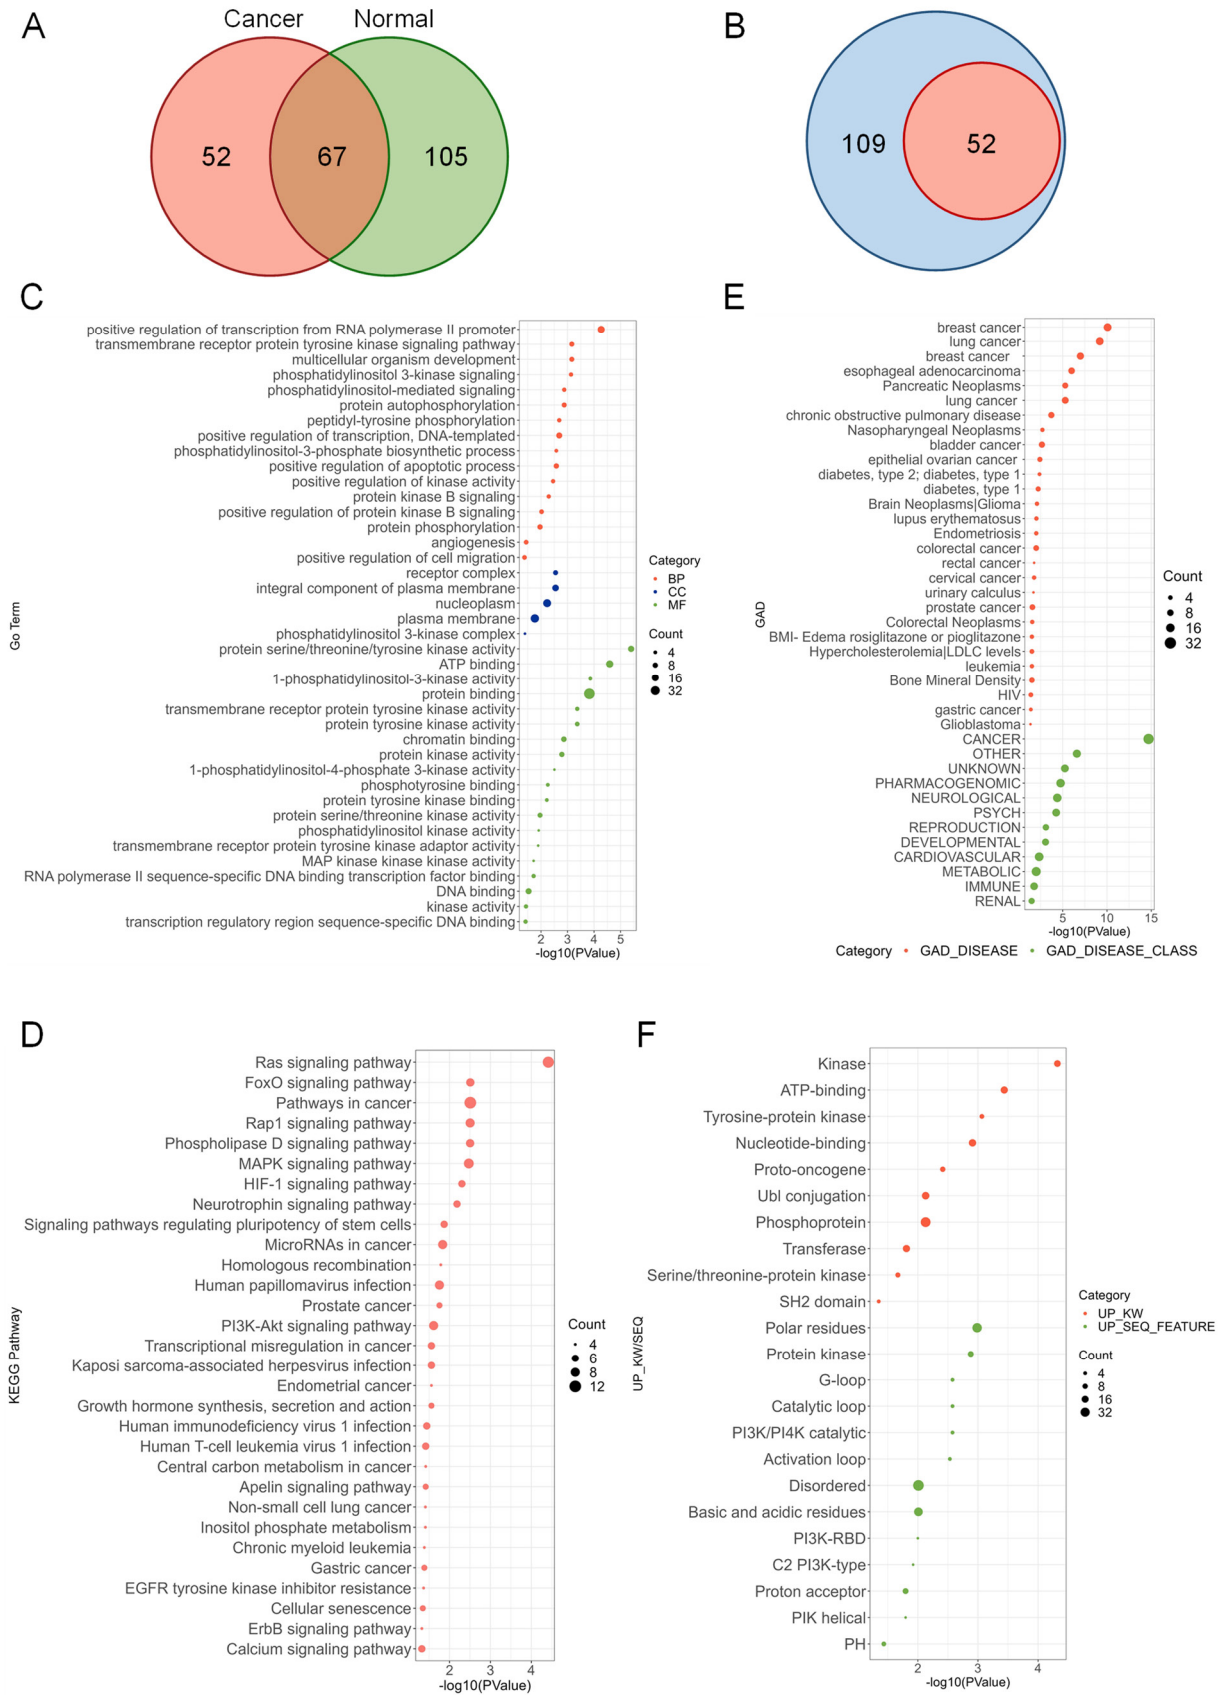 A
Cancer
Normal
52
67
105
B
109
52
C
Go Term
positive regulation of transcription from RNA polymerase II promoter
transmembrane receptor protein tyrosine kinase signaling pathway
multicellular organism development
phosphatidylinositol 3-kinase signaling
phosphatidylinositol-mediated signaling
protein autophosphorylation
peptidyl-tyrosine phosphorylation
positive regulation of transcription, DNA-templated
phosphatidylinositol-3-phosphate biosynthetic process
positive regulation of apoptotic process
positive regulation of kinase activity
protein kinase B signaling
positive regulation of protein kinase B signaling
protein phosphorylation
angiogenesis
positive regulation of cell migration
receptor complex
integral component of plasma membrane
nucleoplasm
plasma membrane
phosphatidylinositol 3-kinase complex
protein serine/threonine/tyrosine kinase activity
ATP binding
1-phosphatidylinositol-3-kinase activity
protein binding
transmembrane receptor protein tyrosine kinase activity
protein tyrosine kinase activity
chromatin binding
protein kinase activity
1-phosphatidylinositol-4-phosphate 3-kinase activity
phosphotyrosine binding
protein tyrosine kinase binding
protein serine/threonine kinase activity
phosphatidylinositol kinase activity
transmembrane receptor protein tyrosine kinase adaptor activity
MAP kinase kinase kinase activity
RNA polymerase II sequence-specific DNA binding transcription factor binding
DNA binding
kinase activity
transcription regulatory region sequence-specific DNA binding
2 3 4 5
-log10(PValue)
Category
BP
CC
MF
Count
4
8
16
32
E
GAD
breast cancer
lung cancer
breast cancer
esophageal adenocarcinoma
Pancreatic Neoplasms
lung cancer
chronic obstructive pulmonary disease
Nasopharyngeal Neoplasms
bladder cancer
epithelial ovarian cancer
diabetes, type 2; diabetes, type 1
diabetes, type 1
Brain Neoplasms|Glioma
lupus erythematosus
Endometriosis
colorectal cancer
rectal cancer
cervical cancer
urinary calculus
prostate cancer
Colorectal Neoplasms
BMI- Edema rosiglitazone or pioglitazone
Hypercholesterolemia|LDLC levels
leukemia
Bone Mineral Density
HIV
gastric cancer
Glioblastoma
CANCER
OTHER
UNKNOWN
PHARMACOGENOMIC
NEUROLOGICAL
PSYCH
REPRODUCTION
DEVELOPMENTAL
CARDIOVASCULAR
METABOLIC
IMMUNE
RENAL
5 10 15
-log10(PValue)
Category GAD_DISEASE GAD_DISEASE_CLASS
Count
4
8
16
32
D
KEGG Pathway
Ras signaling pathway
FoxO signaling pathway
Pathways in cancer
Rap1 signaling pathway
Phospholipase D signaling pathway
MAPK signaling pathway
HIF-1 signaling pathway
Neurotrophin signaling pathway
Signaling pathways regulating pluripotency of stem cells
MicroRNAs in cancer
Homologous recombination
Human papillomavirus infection
Prostate cancer
PI3K-Akt signaling pathway
Transcriptional misregulation in cancer
Kaposi sarcoma-associated herpesvirus infection
Endometrial cancer
Growth hormone synthesis, secretion and action
Human immunodeficiency virus 1 infection
Human T-cell leukemia virus 1 infection
Central carbon metabolism in cancer
Apelin signaling pathway
Non-small cell lung cancer
Inositol phosphate metabolism
Chronic myeloid leukemia
Gastric cancer
EGFR tyrosine kinase inhibitor resistance
Cellular senescence
ErbB signaling pathway
Calcium signaling pathway
2 3 4
-log10(PValue)
Count
4
6
8
12
F
UP_KW/SEQ
Kinase
ATP-binding
Tyrosine-protein kinase
Nucleotide-binding
Proto-oncogene
Ubl conjugation
Phosphoprotein
Transferase
Serine/threonine-protein kinase
SH2 domain
Polar residues
Protein kinase
G-loop
Catalytic loop
PI3K/PI4K catalytic
Activation loop
Disordered
Basic and acidic residues
PI3K-RBD
C2 PI3K-type
Proton acceptor
PIK helical
PH
2 3 4
-log10(PValue)
Category
UP_KW
UP_SEQ_FEATURE
Count
4
8
16
32